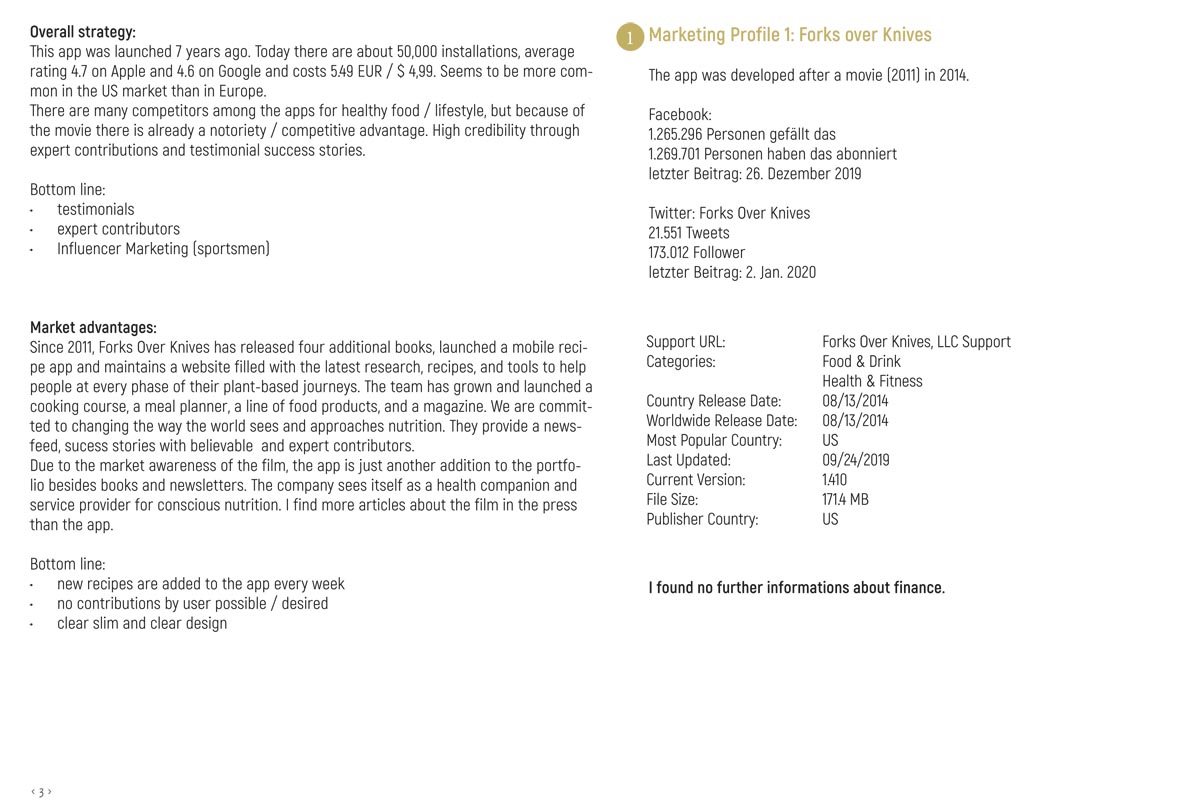 Overall strategy:
This app was launched 7 years ago. Today there are about 50,000 installations, average
rating 4.7 on Apple and 4.6 on Google and costs 5.49 EUR / $ 4,99. Seems to be more com-
mon in the US market than in Europe.
There are many competitors among the apps for healthy food / lifestyle, but because of
the movie there is already a notoriety / competitive advantage. High credibility through
expert contributions and testimonial success stories.
Bottom line:
• testimonials
• expert contributors
• Influencer Marketing (sportsmen)
Market advantages:
Since 2011, Forks Over Knives has released four additional books, launched a mobile reci-
pe app and maintains a website filled with the latest research, recipes, and tools to help
people at every phase of their plant-based journeys. The team has grown and launched a
cooking course, a meal planner, a line of food products, and a magazine. We are commit-
ted to changing the way the world sees and approaches nutrition. They provide a news-
feed, sucess stories with believable  and expert contributors.
Due to the market awareness of the film, the app is just another addition to the portfo-
lio besides books and newsletters. The company sees itself as a health companion and
service provider for conscious nutrition. I find more articles about the film in the press
than the app.
Bottom line:
• new recipes are added to the app every week
• no contributions by user possible / desired
• clear slim and clear design
1 Marketing Profile 1: Forks over Knives
The app was developed after a movie (2011) in 2014.
Facebook:
1.265.296 Personen gefällt das
1.269.701 Personen haben das abonniert
letzter Beitrag: 26. Dezember 2019
Twitter: Forks Over Knives
21.551 Tweets
173.012 Follower
letzter Beitrag: 2. Jan. 2020
Support URL: Forks Over Knives, LLC Support
Categories: Food & Drink
Health & Fitness
Country Release Date: 08/13/2014
Worldwide Release Date: 08/13/2014
Most Popular Country: US
Last Updated: 09/24/2019
Current Version: 1.410
File Size: 171.4 MB
Publisher Country: US
I found no further informations about finance.
‹ 3 ›